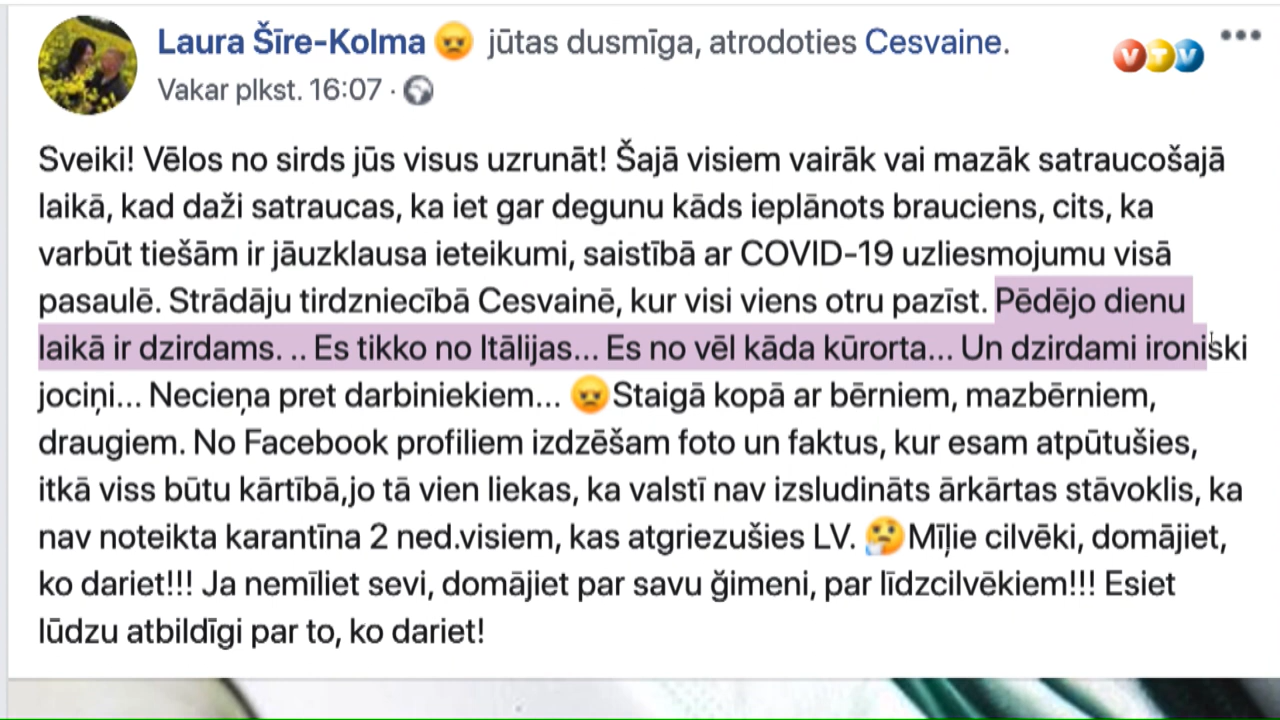 Laura Šīre-Kolma 😡 jūtas dusmīga, atrodoties Cesvaine.
VTV
Vakar plkst. 16:07 ·
Sveiki! Vēlos no sirds jūs visus uzrunāt! Šajā visiem vairāk vai mazāk satraucošajā
laikā, kad daži satraucas, ka iet gar degunu kāds ieplānots brauciens, cits, ka
varbūt tiešām ir jāuzklausa ieteikumi, saistībā ar COVID-19 uzliesmojumu visā
pasaulē. Strādāju tirdzniecībā Cesvainē, kur visi viens otru pazīst. Pēdējo dienu
laikā ir dzirdams. .. Es tikko no Itālijas... Es no vēl kāda kūrorta... Un dzirdami ironiski
jociņi... Necieņa pret darbiniekiem... 😡Staigā kopā ar bērniem, mazbērniem,
draugiem. No Facebook profiliem izdzēšam foto un faktus, kur esam atpūtušies,
itkā viss būtu kārtībā,jo tā vien liekas, ka valstī nav izsludināts ārkārtas stāvoklis, ka
nav noteikta karantīna 2 ned.visiem, kas atgriezušies LV. 🤔Mīļie cilvēki, domājiet,
ko dariet!!! Ja nemīliet sevi, domājiet par savu ğimeni, par līdzcilvēkiem!!! Esiet
lūdzu atbildīgi par to, ko dariet!